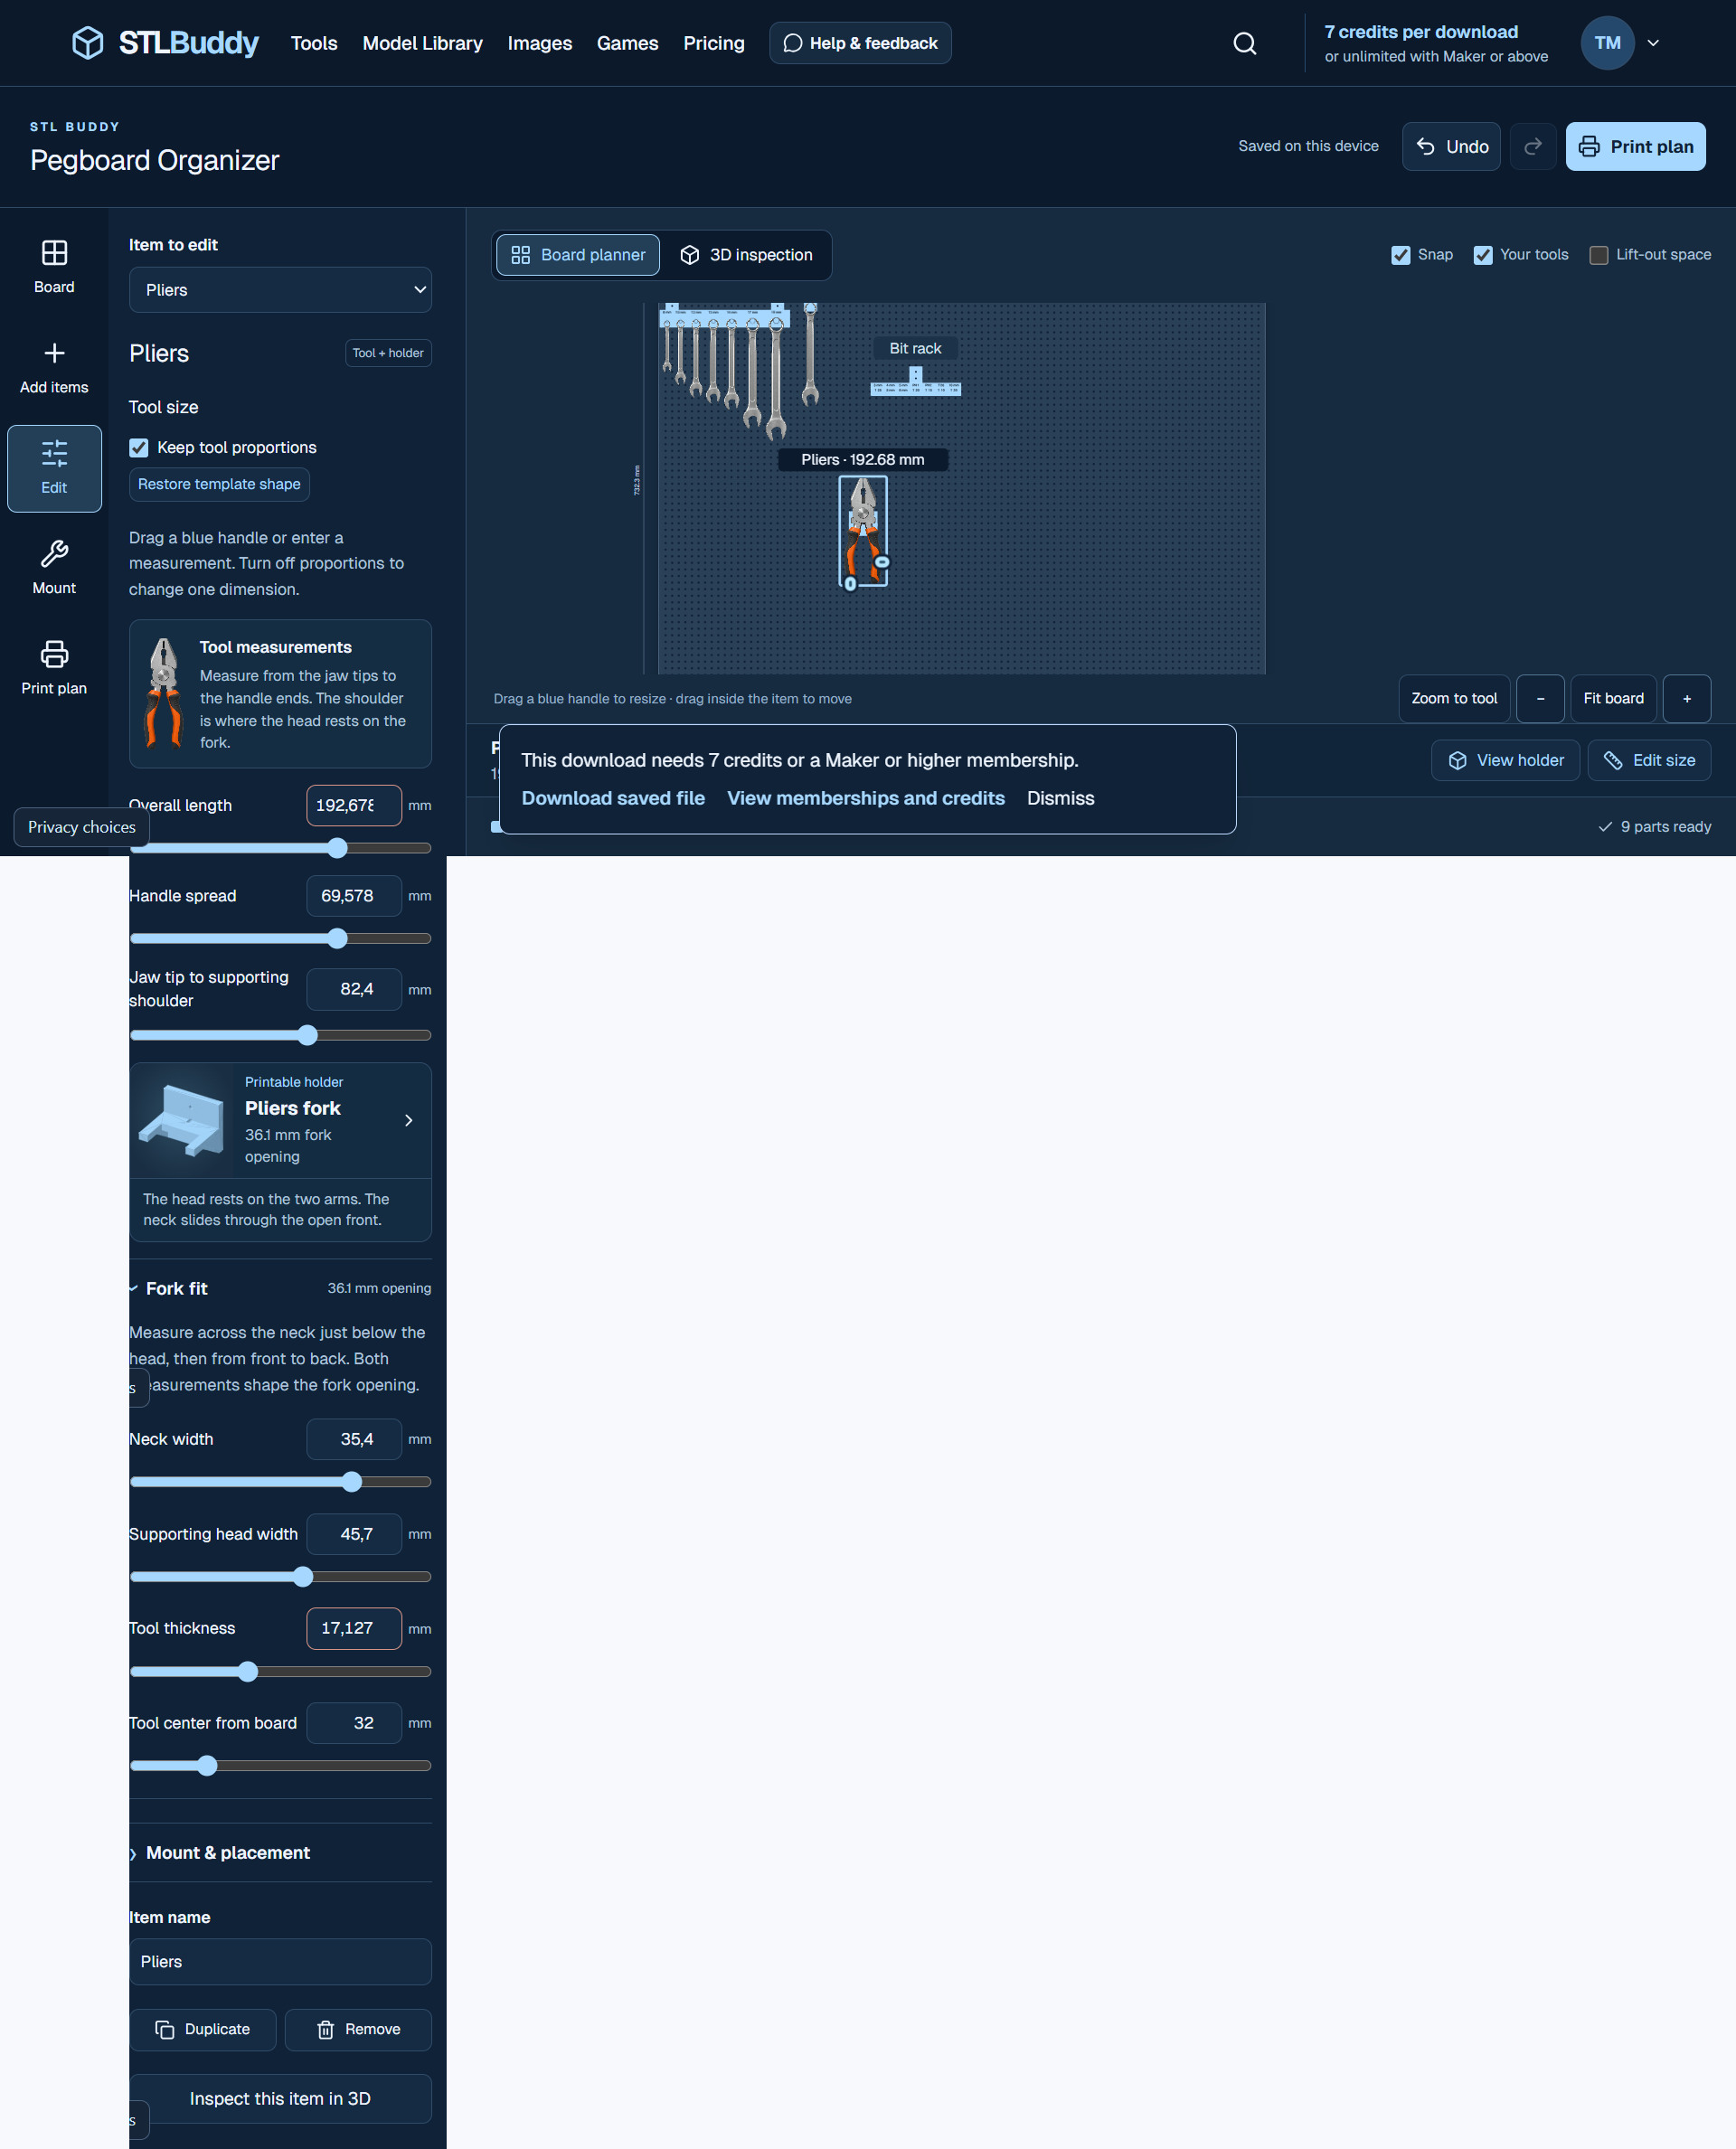 STLBuddy
Tools
Model Library
Images
Games
Pricing
Help & feedback
7 credits per download
or unlimited with Maker or above
TM
STL BUDDY
Pegboard Organizer
Saved on this device
Undo
Print plan
Board
Add items
Edit
Mount
Print plan
Item to edit
Pliers
Pliers
Tool + holder
Tool size
Keep tool proportions
Restore template shape
Drag a blue handle or enter a
measurement. Turn off proportions to
change one dimension.
Tool measurements
Measure from the jaw tips to
the handle ends. The shoulder
is where the head rests on the
fork.
Overall length
192,678
mm
Privacy choices
Handle spread
69,578
mm
Jaw tip to supporting
shoulder
82,4
mm
Printable holder
Pliers fork
36.1 mm fork
opening
The head rests on the two arms. The
neck slides through the open front.
Fork fit
36.1 mm opening
Measure across the neck just below the
head, then from front to back. Both
easurements shape the fork opening.
s
Neck width
35,4
mm
Supporting head width
45,7
mm
Tool thickness
17,127
mm
Tool center from board
32
mm
Mount & placement
Item name
Pliers
Duplicate
Remove
Inspect this item in 3D
s
Board planner
3D inspection
Snap
Your tools
Lift-out space
Bit rack
Pliers · 192.68 mm
732.3 mm
Drag a blue handle to resize · drag inside the item to move
Zoom to tool
−
Fit board
+
This download needs 7 credits or a Maker or higher membership.
Download saved file
View memberships and credits
Dismiss
View holder
Edit size
9 parts ready